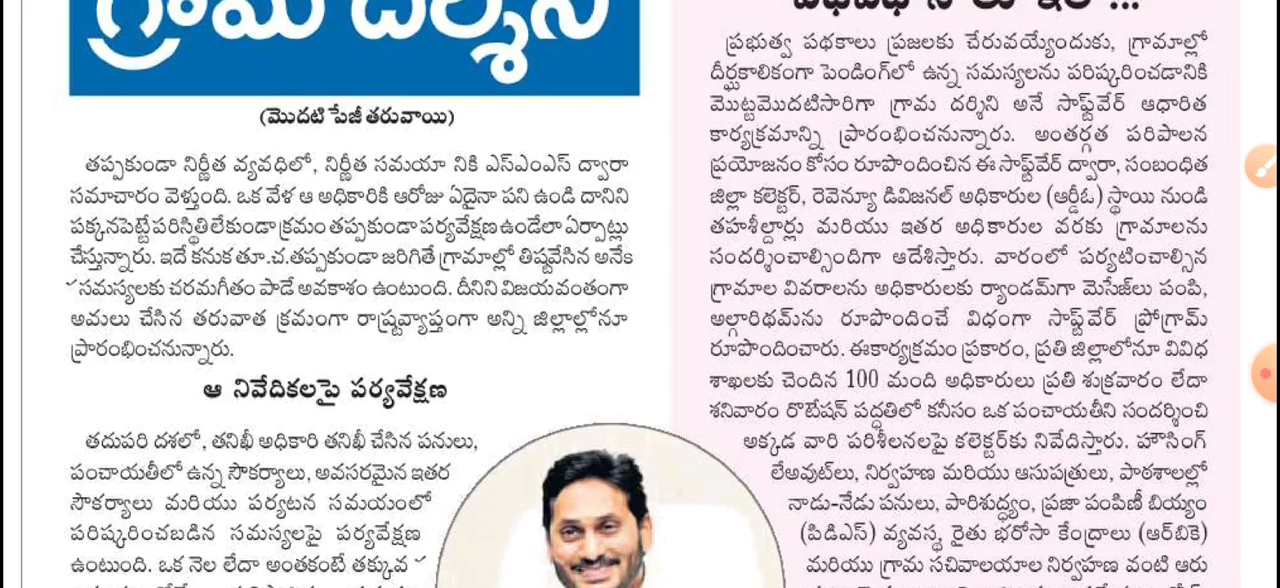 గ్రామ దర్శిని
(మొదటి పేజీ తరువాయి)
తప్పకుండా నిర్ణీత వ్యవధిలో, నిర్ణీత సమయా నికి ఎస్ఎంఎస్ ద్వారా
సమాచారం వెళ్తుంది. ఒక వేళ ఆ అధికారికి ఆరోజు ఏదైనా పని ఉండి దానిని
పక్కనపెట్టే పరిస్థితి లేకుండా క్రమం తప్పకుండా పర్యవేక్షణ ఉండేలా ఏర్పాట్లు
చేస్తున్నారు. ఇదే కనుక తూ.చ.తప్పకుండా జరిగితే గ్రామాల్లో తిష్టవేసిన అనేక
సమస్యలకు చరమగీతం పాడే అవకాశం ఉంటుంది. దీనిని విజయవంతంగా
అమలు చేసిన తరువాత క్రమంగా రాష్ట్రవ్యాప్తంగా అన్ని జిల్లాల్లోనూ
ప్రారంభించనున్నారు.
ఆ నివేదికలపై పర్యవేక్షణ
తదుపరి దశలో, తనిఖీ అధికారి తనిఖీ చేసిన పనులు,
పంచాయతీలో ఉన్న సౌకర్యాలు, అవసరమైన ఇతర
సౌకర్యాలు మరియు పర్యటన సమయంలో
పరిష్కరించబడిన సమస్యలపై పర్యవేక్షణ
ఉంటుంది. ఒక నెల లేదా అంతకంటే తక్కువ
ప్రభుత్వ పథకాలు ప్రజలకు చేరువయ్యేందుకు, గ్రామాల్లో
దీర్ఘకాలికంగా పెండింగ్‌లో ఉన్న సమస్యలను పరిష్కరించడానికి
మొట్టమొదటిసారిగా గ్రామ దర్శిని అనే సాఫ్ట్‌వేర్ ఆధారిత
కార్యక్రమాన్ని ప్రారంభించనున్నారు. అంతర్గత పరిపాలన
ప్రయోజనం కోసం రూపొందించిన ఈ సాఫ్ట్‌వేర్ ద్వారా, సంబంధిత
జిల్లా కలెక్టర్, రెవెన్యూ డివిజనల్ అధికారుల (ఆర్డీఓ) స్థాయి నుండి
తహశీల్దార్లు మరియు ఇతర అధికారుల వరకు గ్రామాలను
సందర్శించాల్సిందిగా ఆదేశిస్తారు. వారంలో పర్యటించాల్సిన
గ్రామాల వివరాలను అధికారులకు ర్యాండమ్‌గా మెసేజ్‌లు పంపి,
అల్గారిథమ్‌ను రూపొందించే విధంగా సాఫ్ట్‌వేర్ ప్రోగ్రామ్
రూపొందించారు. ఈకార్యక్రమం ప్రకారం, ప్రతి జిల్లాలోనూ వివిధ
శాఖలకు చెందిన 100 మంది అధికారులు ప్రతి శుక్రవారం లేదా
శనివారం రొటేషన్ పద్ధతిలో కనీసం ఒక పంచాయతీని సందర్శించి
అక్కడ వారి పరిశీలనలపై కలెక్టర్‌కు నివేదిస్తారు. హౌసింగ్
లేఅవుట్‌లు, నిర్వహణ మరియు ఆసుపత్రులు, పాఠశాలల్లో
నాడు-నేడు పనులు, పారిశుద్ధ్యం, ప్రజా పంపిణీ బియ్యం
(పిడిఎస్) వ్యవస్థ, రైతు భరోసా కేంద్రాలు (ఆర్‌బికె)
మరియు గ్రామ సచివాలయాల నిర్వహణ వంటి ఆరు